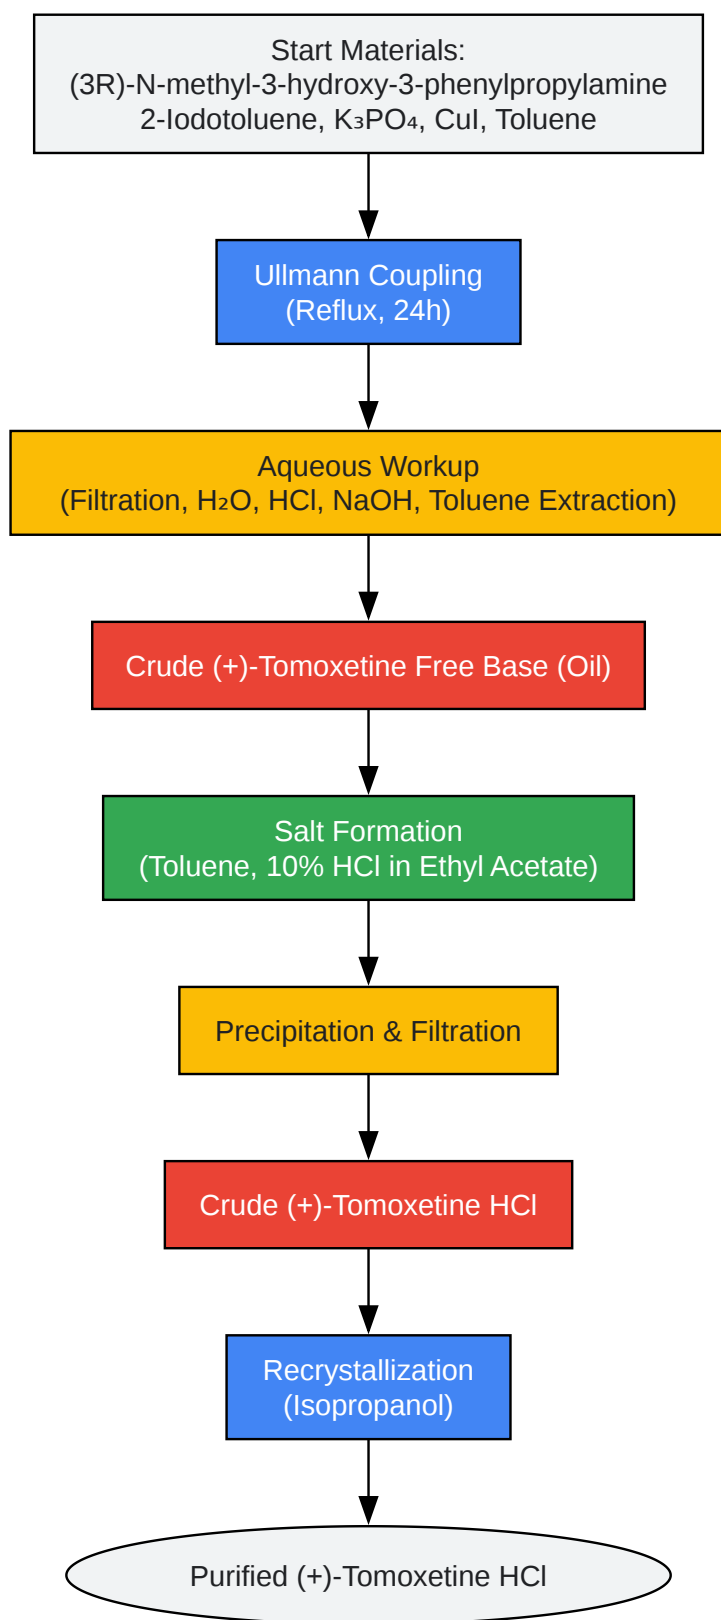 Start Materials:
(3R)-N-methyl-3-hydroxy-3-phenylpropylamine
2-Iodotoluene, K₃PO₄, CuI, Toluene
Ullmann Coupling
(Reflux, 24h)
Aqueous Workup
(Filtration, H₂O, HCl, NaOH, Toluene Extraction)
Crude (+)-Tomoxetine Free Base (Oil)
Salt Formation
(Toluene, 10% HCl in Ethyl Acetate)
Precipitation & Filtration
Crude (+)-Tomoxetine HCl
Recrystallization
(Isopropanol)
Purified (+)-Tomoxetine HCl